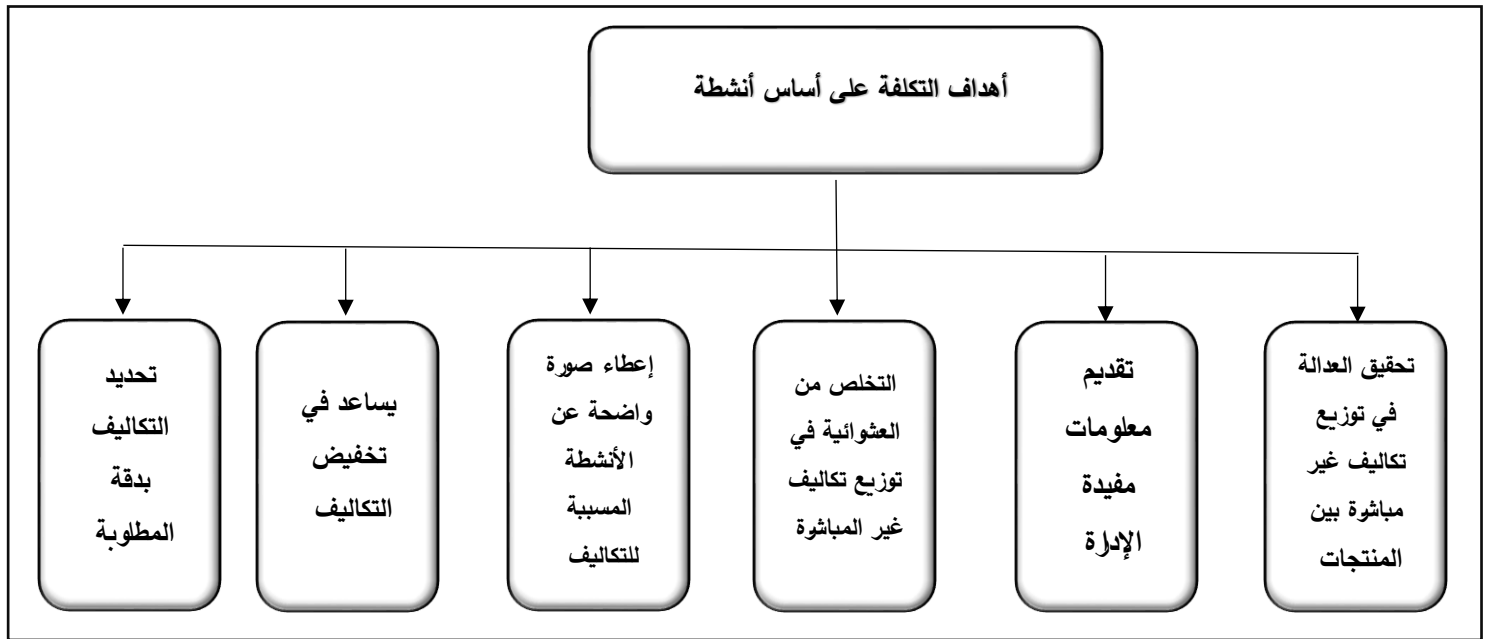 أهداف التكلفة على أساس أنشطة
تحقيق العدالة
في توزيع
تكاليف غير
مباشرة بين
المنتجات
تقديم
معلومات
مفيدة
الإدارة
التخلص من
العشوائية في
توزيع تكاليف
غير المباشرة
إعطاء صورة
واضحة عن
الأنشطة
المسببة
للتكاليف
يساعد في
تخفيض
التكاليف
تحديد
التكاليف
بدقة
المطلوبة